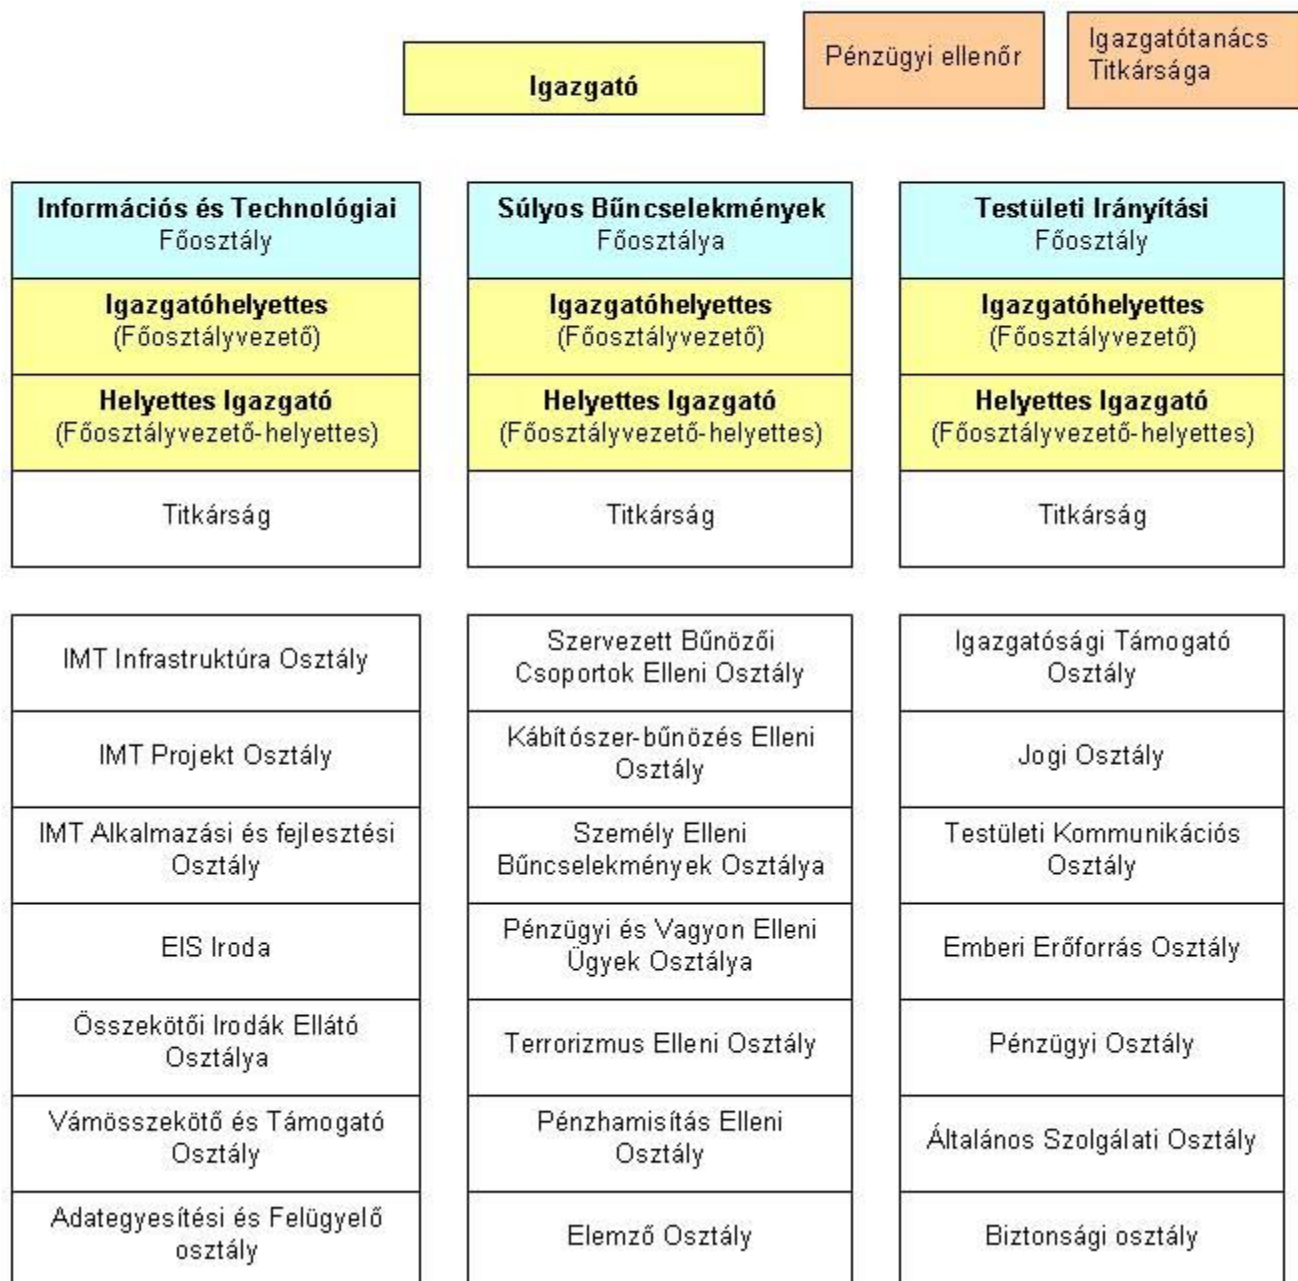 Igazgató
Pénzügyi ellenőr
Igazgatótanács
Titkársága
Információs és Technológiai
Főosztály
Igazgatóhelyettes
(Főosztályvezető)
Helyettes Igazgató
(Főosztályvezető-helyettes)
Titkárság
Súlyos Bűncselekmények
Főosztálya
Igazgatóhelyettes
(Főosztályvezető)
Helyettes Igazgató
(Főosztályvezető-helyettes)
Titkárság
Testületi Irányítási
Főosztály
Igazgatóhelyettes
(Főosztályvezető)
Helyettes Igazgató
(Főosztályvezető-helyettes)
Titkárság
IMT Infrastruktúra Osztály
IMT Projekt Osztály
IMT Alkalmazási és fejlesztési
Osztály
EIS Iroda
Összekötői Irodák Ellátó
Osztálya
Vámösszekötő és Támogató
Osztály
Adategyesítési és Felügyelő
osztály
Szervezett Bűnözői
Csoportok Elleni Osztály
Kábítószer-bűnözés Elleni
Osztály
Személy Elleni
Bűncselekmények Osztálya
Pénzügyi és Vagyon Elleni
Ügyek Osztálya
Terrorizmus Elleni Osztály
Pénzhamisítás Elleni
Osztály
Elemző Osztály
Igazgatósági Támogató
Osztály
Jogi Osztály
Testületi Kommunikációs
Osztály
Emberi Erőforrás Osztály
Pénzügyi Osztály
Általános Szolgálati Osztály
Biztonsági osztály